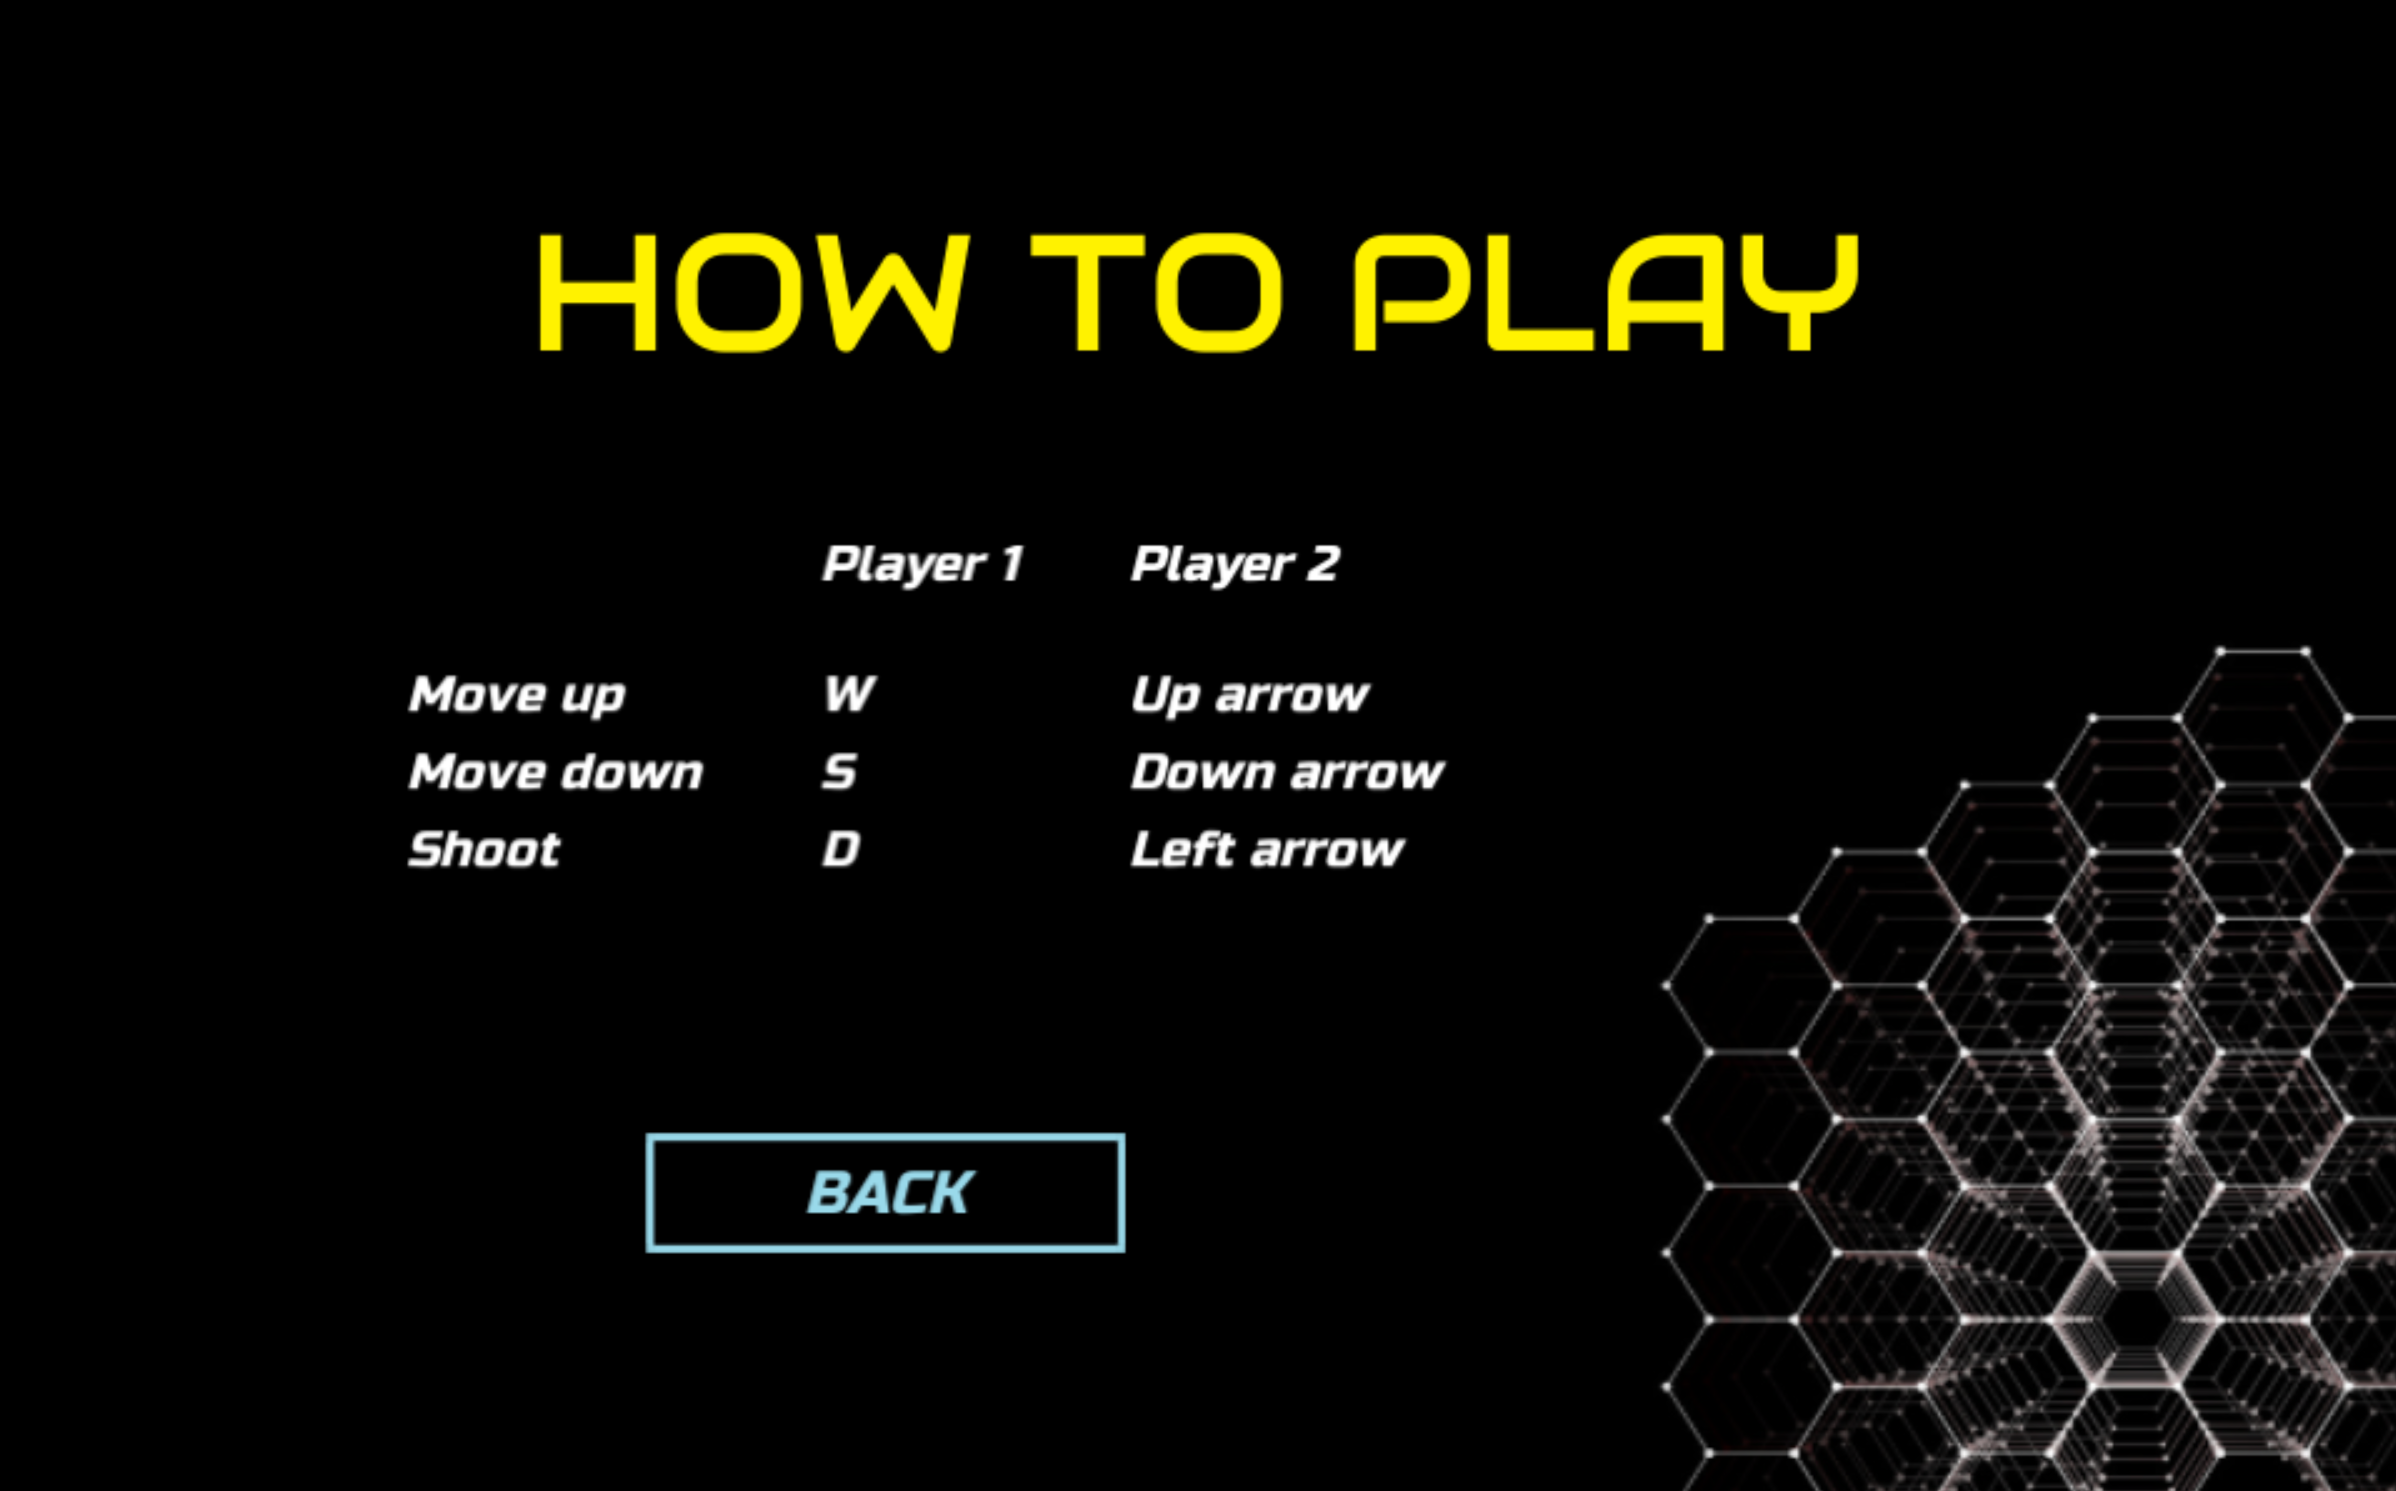 HOW TO PLAY
Player 1 Player 2
Move up W Up arrow
Move down S Down arrow
Shoot D Left arrow
BACK